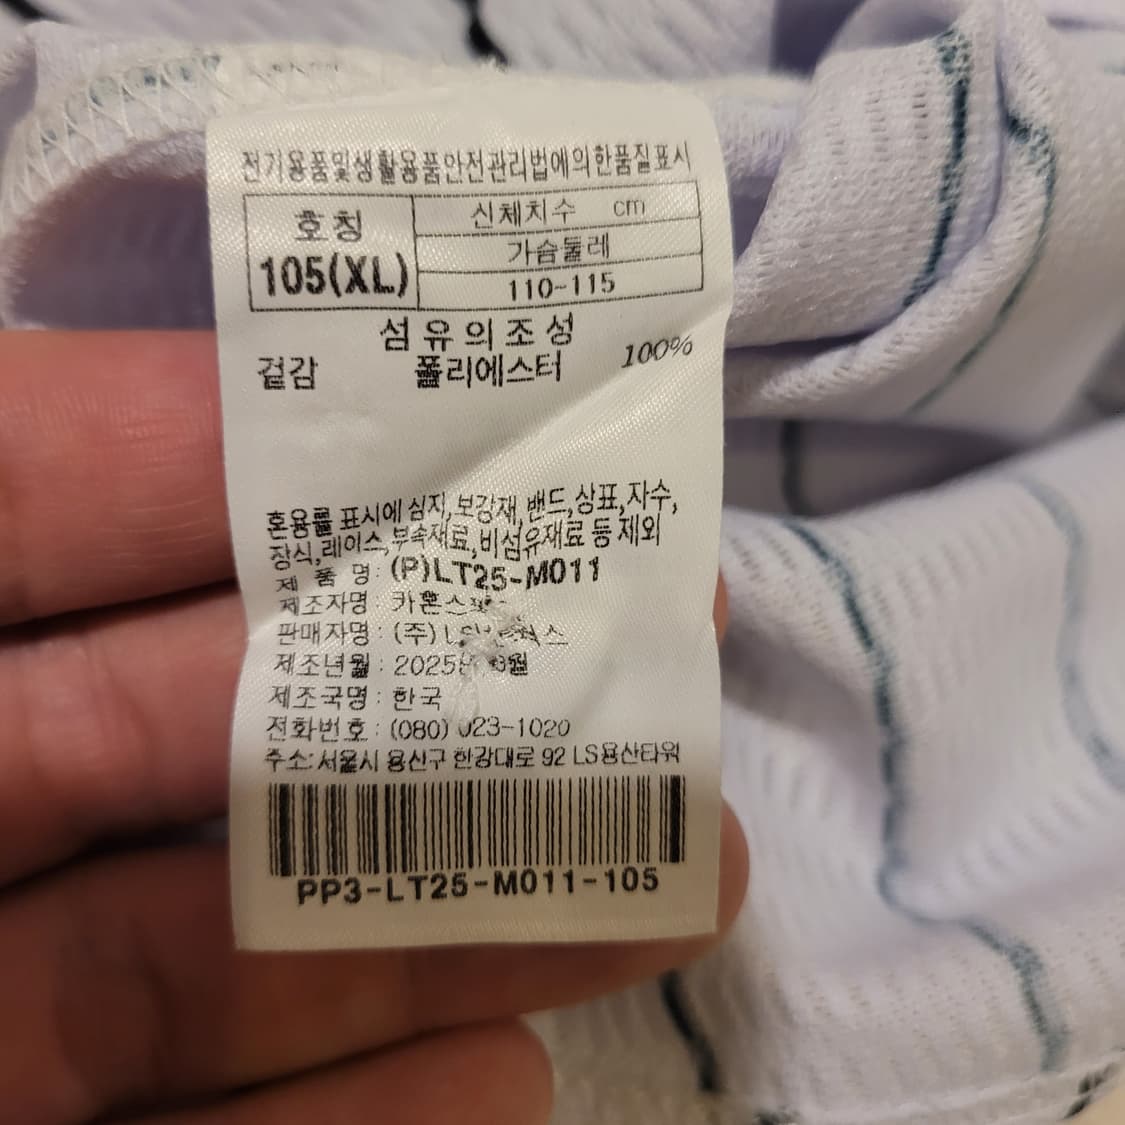 전기용품및생활용품안전관리법에의한품질표시
호칭 신체치수 cm
105(XL) 가슴둘레
110-115
섬유의조성
겉감 폴리에스터 100%
혼용률 표시에 심지,보강재,밴드,상표,자수,
장식,레이스,부속재료,비섬유재료 등 제외
제 품 명: (P)LT25-M011
제조자명:
판매자명: (주)
제조년월: 2025년
제조국명: 한국
전화번호: (080) 023-1020
주소: 서울시 용산구 한강대로 92 LS용산타워
PP3-LT25-M011-105